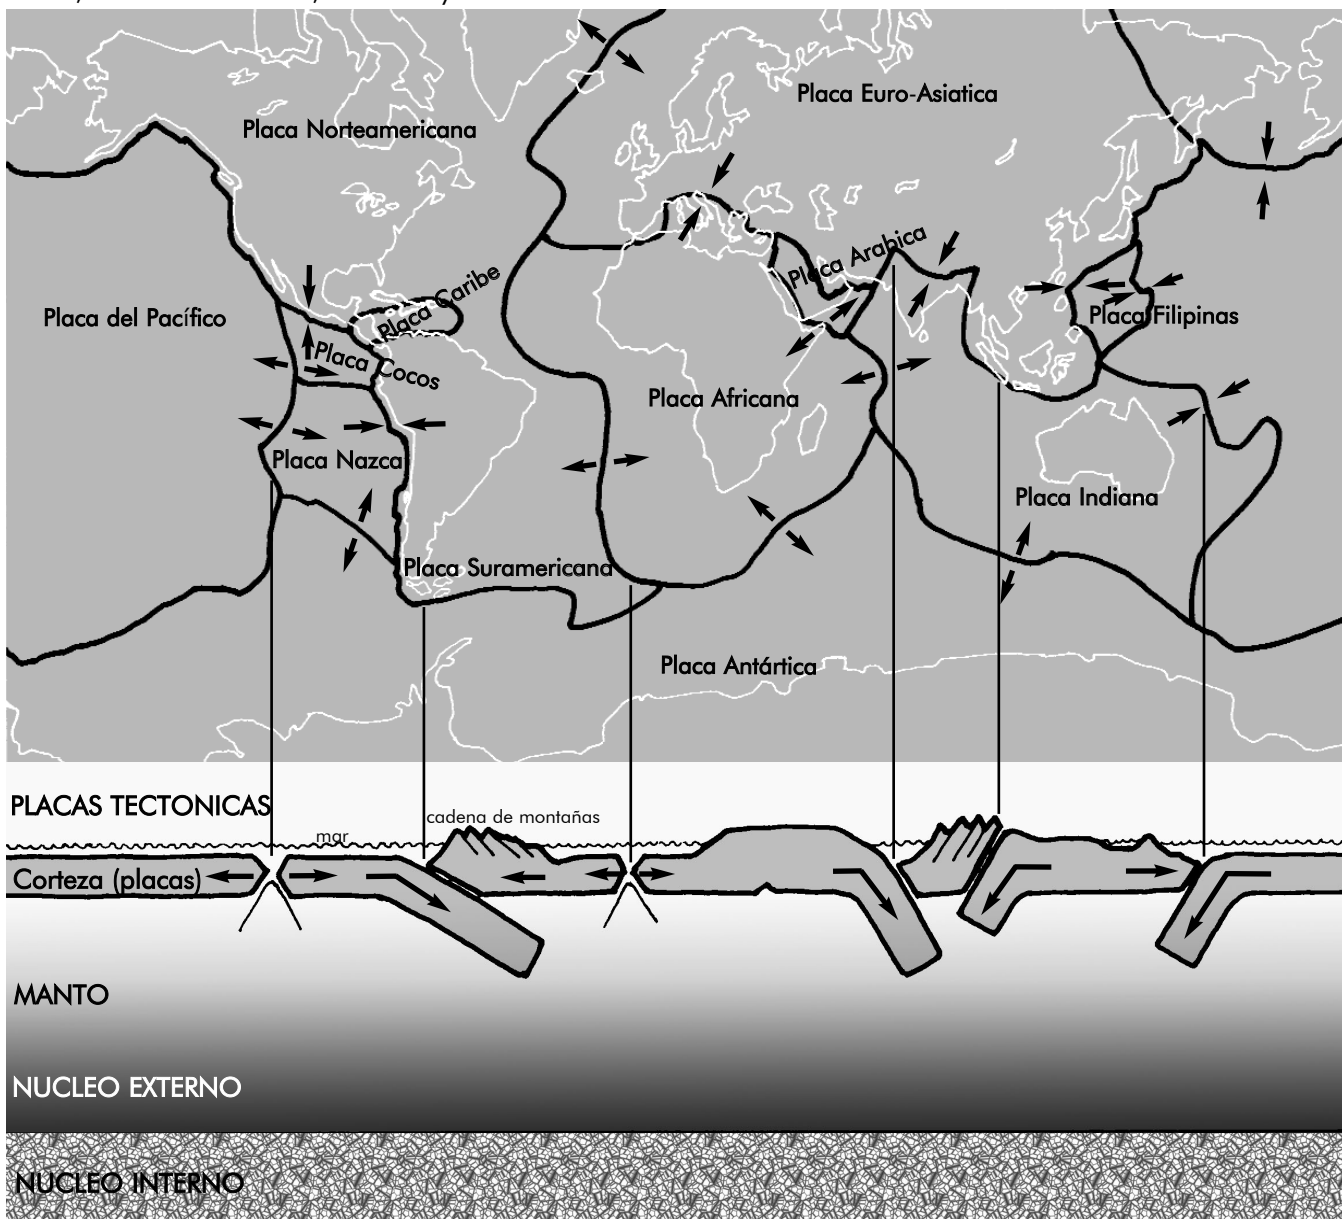 Placa Euro-Asiatica
Placa Norteamericana
Placa Arabica
Placa Caribe
Placa del Pacífico
Placa Filipinas
Placa Cocos
Placa Africana
Placa Nazca
Placa Indiana
Placa Suramericana
Placa Antártica
PLACAS TECTONICAS
cadena de montañas
mar
Corteza (placas)
MANTO
NUCLEO EXTERNO
NUCLEO INTERNO